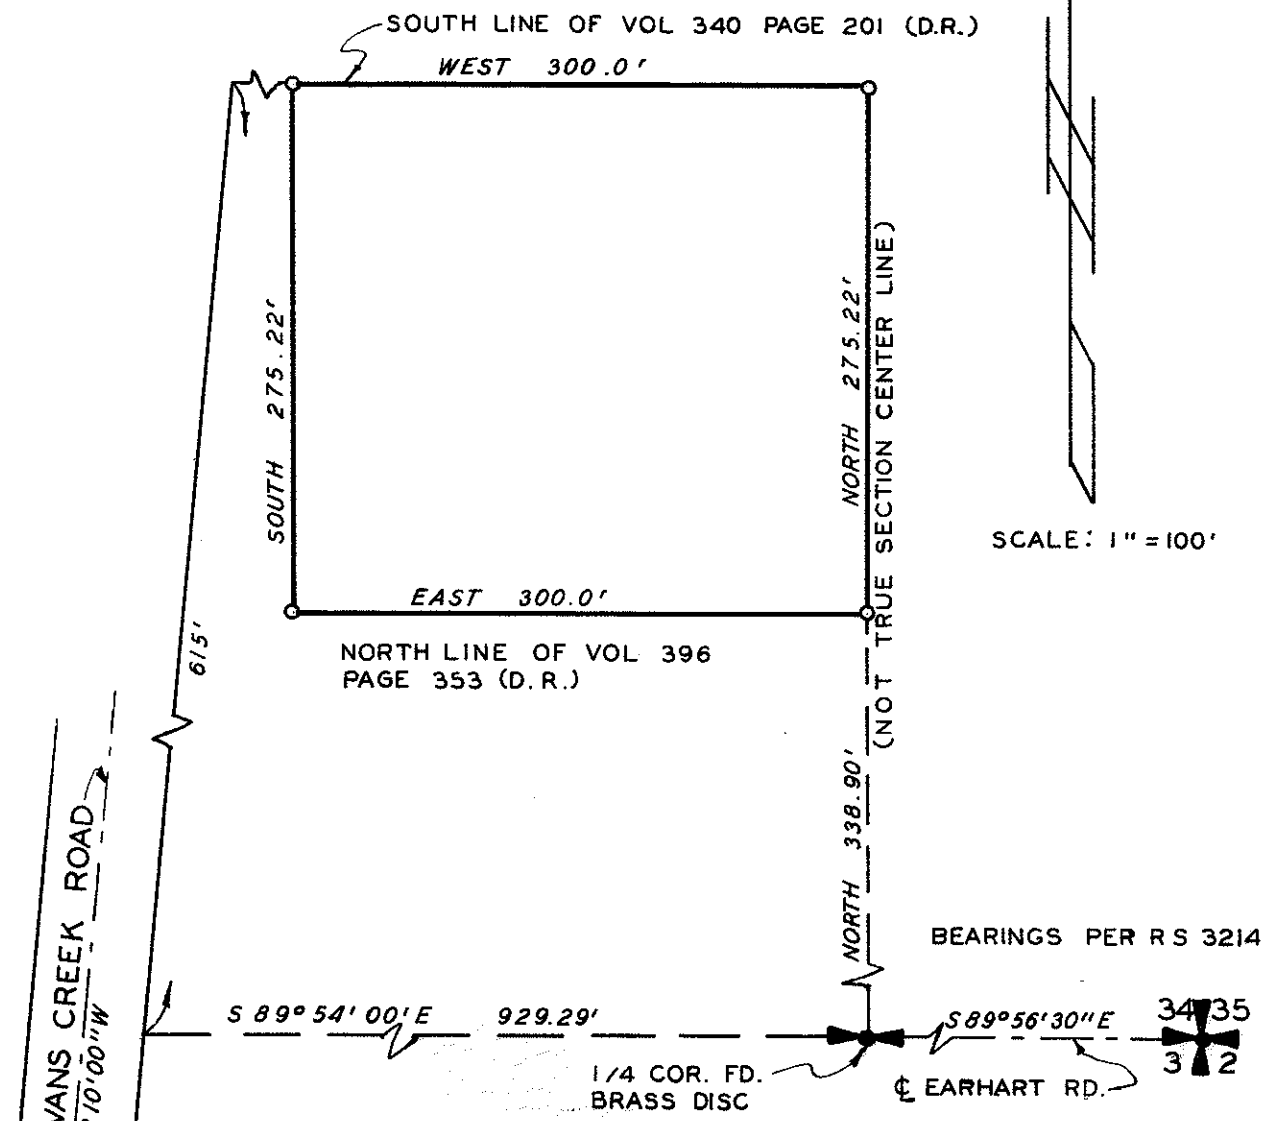 SOUTH LINE OF VOL 340 PAGE 201 (D.R.)
WEST 300.0'
SOUTH 275.22'
NORTH 275.22'
(NOT TRUE SECTION CENTER LINE)
SCALE: 1" = 100'
EAST 300.0'
NORTH LINE OF VOL 396
PAGE 353 (D.R.)
615'
NORTH 338.90'
VANS CREEK ROAD
10'00"W
BEARINGS PER R S 3214
S 89° 54' 00' E 929.29'
S89°56'30"E
34 35
3 2
1/4 COR. FD.
BRASS DISC
℄ EARHART RD.